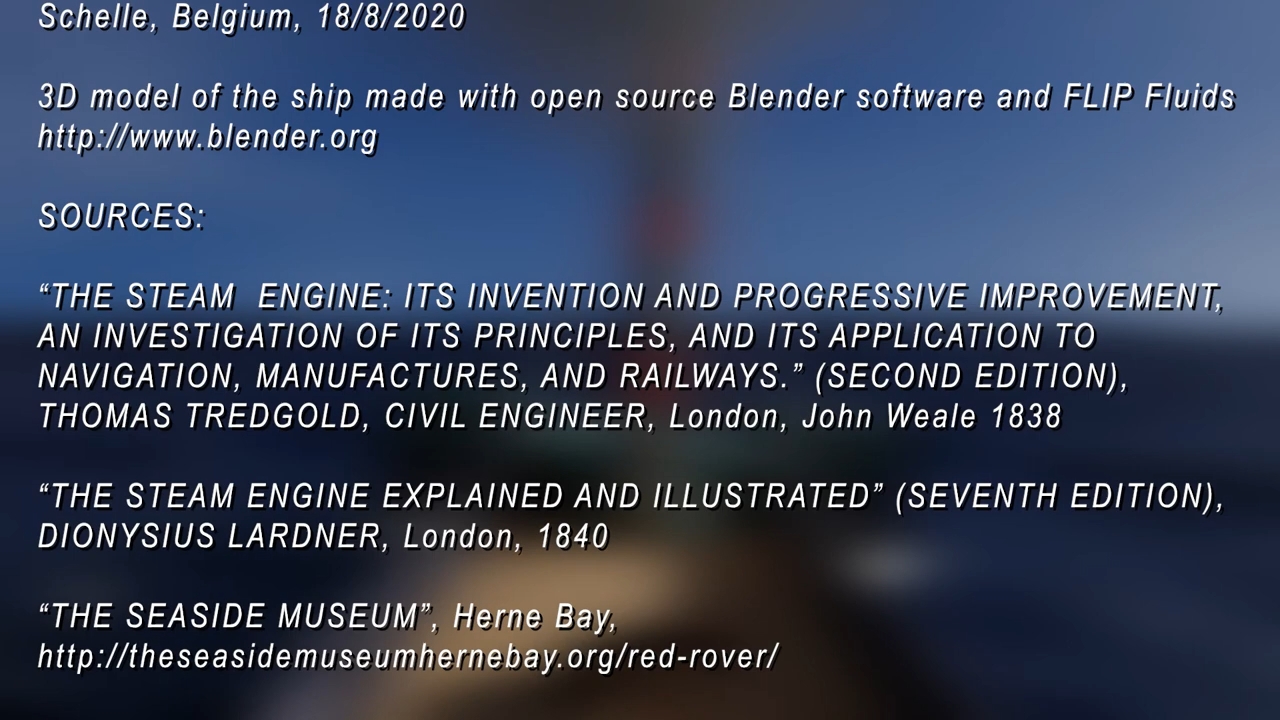 Schelle, Belgium, 18/8/2020
3D model of the ship made with open source Blender software and FLIP Fluids
http://www.blender.org
SOURCES:
“THE STEAM  ENGINE: ITS INVENTION AND PROGRESSIVE IMPROVEMENT,
AN INVESTIGATION OF ITS PRINCIPLES, AND ITS APPLICATION TO
NAVIGATION, MANUFACTURES, AND RAILWAYS.” (SECOND EDITION),
THOMAS TREDGOLD, CIVIL ENGINEER, London, John Weale 1838
“THE STEAM ENGINE EXPLAINED AND ILLUSTRATED” (SEVENTH EDITION),
DIONYSIUS LARDNER, London, 1840
“THE SEASIDE MUSEUM”, Herne Bay,
http://theseasidemuseumhernebay.org/red-rover/